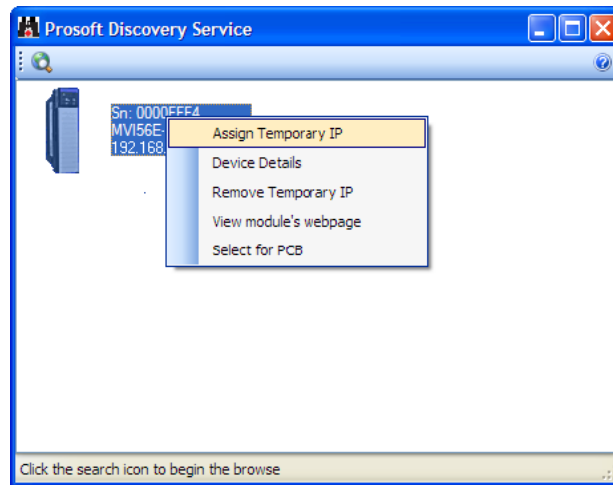 Prosoft Discovery Service
Sn: 0000FFF4
MVI56E-
192.168.
Assign Temporary IP
Device Details
Remove Temporary IP
View module's webpage
Select for PCB
Click the search icon to begin the browse